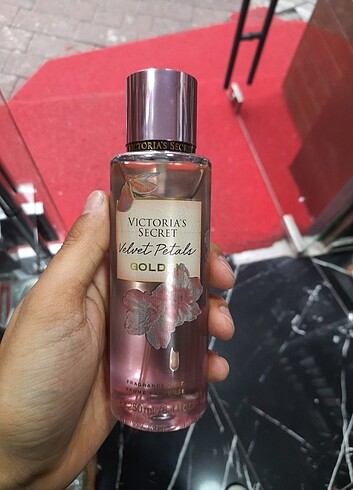 VICTORIA'S SECRET
VICTORIA'S
SECRET
Velvet Petals
GOLDEN
FRAGRANCE MIST